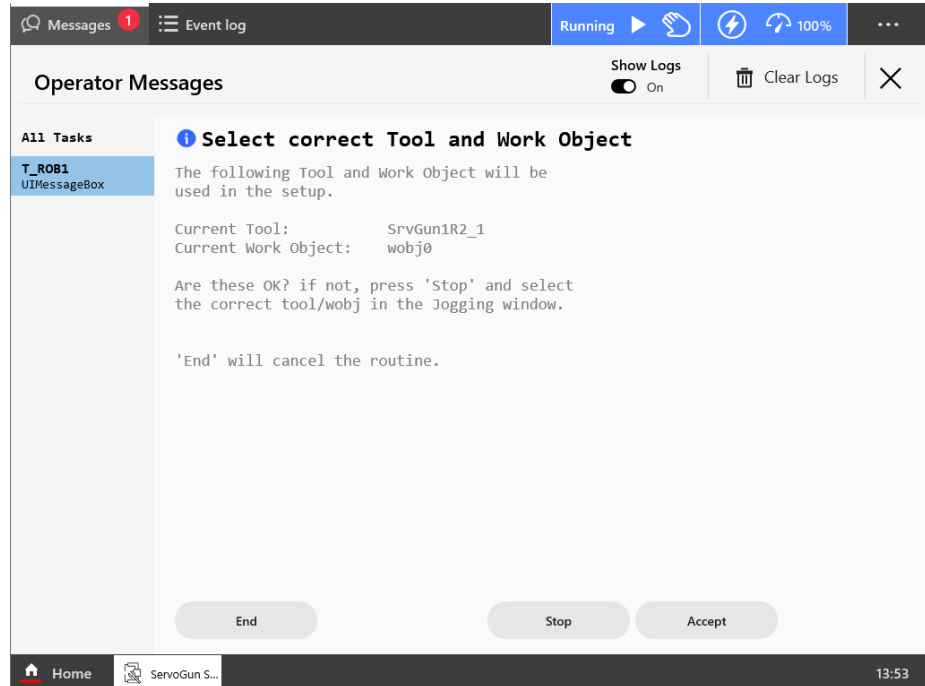 Messages 1 Event log Running 100% ...
Operator Messages Show Logs On Clear Logs
All Tasks
T_ROB1
UIMessageBox
Select correct Tool and Work Object
The following Tool and Work Object will be
used in the setup.
Current Tool: SrvGun1R2_1
Current Work Object: wobj0
Are these OK? if not, press 'Stop' and select
the correct tool/wobj in the Jogging window.
'End' will cancel the routine.
End Stop Accept
Home ServoGun S... 13:53